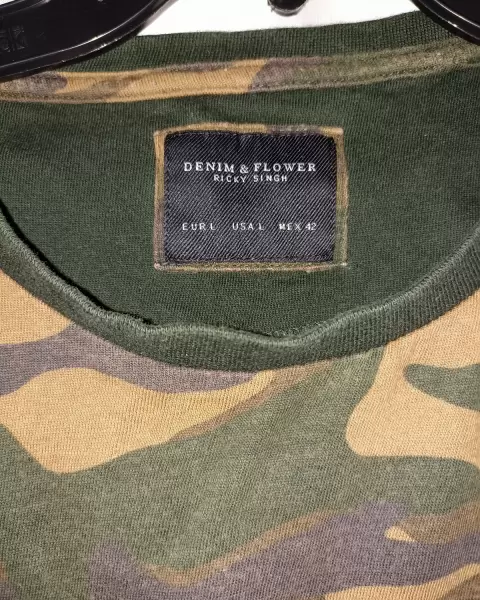 DENIM & FLOWER
RICKY SINGH
EUR L USA L MEX 42